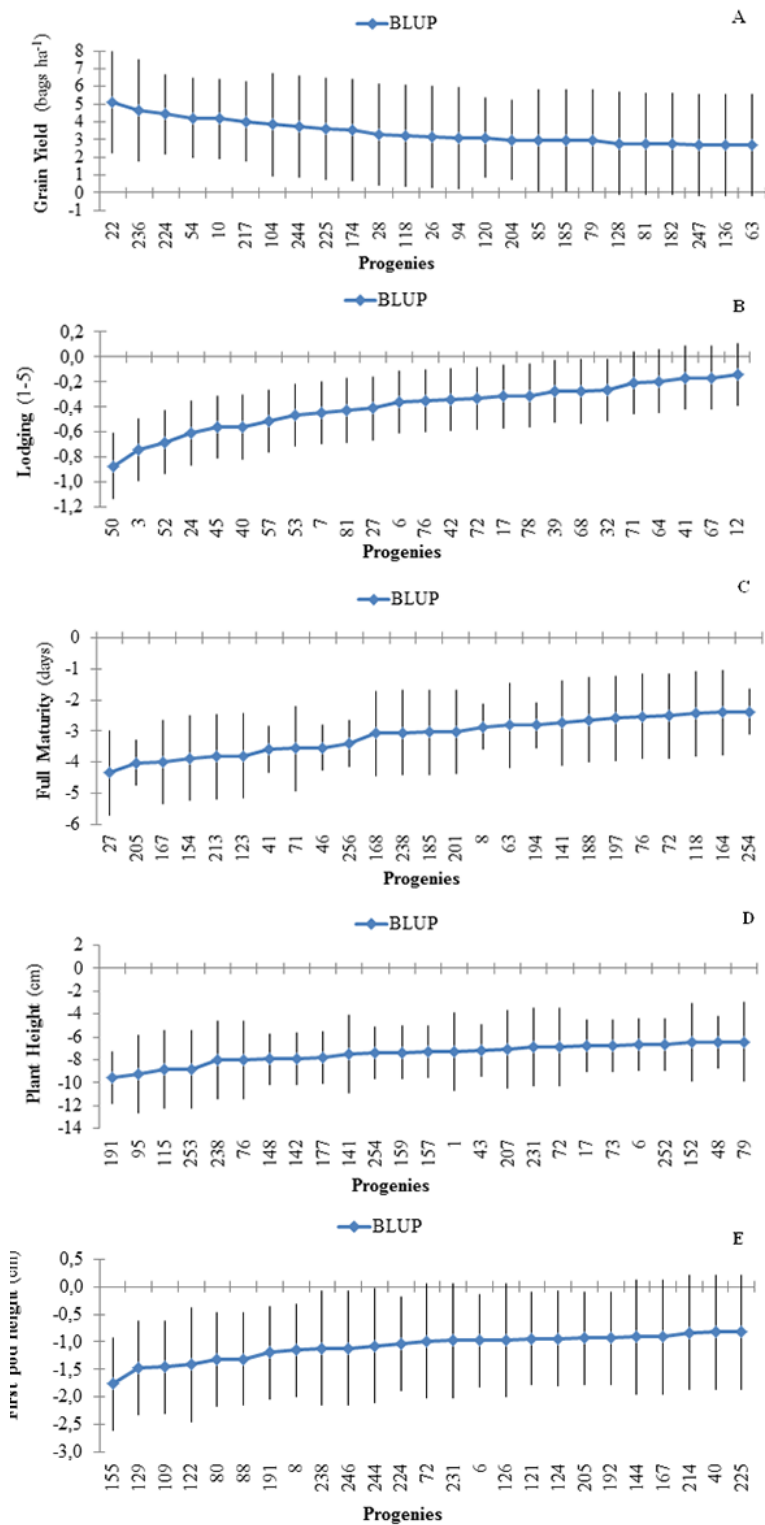 BLUP
A
Grain Yield (bags ha⁻¹)
8
7
6
5
4
3
2
1
0
-1
22 236 224 54 10 217 104 244 225 174 28 118 26 94 120 204 85 185 79 128 81 182 247 136 63
Progenies
BLUP
B
Lodging (1-5)
0,2
0,0
-0,2
-0,4
-0,6
-0,8
-1,0
-1,2
50 3 52 24 45 40 57 53 7 81 27 6 76 42 72 17 78 39 68 32 71 64 41 67 12
Progenies
BLUP
C
Full Maturity (days)
0
-1
-2
-3
-4
-5
-6
27 205 167 154 213 123 41 71 46 256 168 238 185 201 8 63 194 141 188 197 76 72 118 164 254
Progenies
BLUP
D
Plant Height (cm)
2
0
-2
-4
-6
-8
-10
-12
-14
191 95 115 253 238 76 148 142 177 141 254 159 157 1 43 207 231 72 17 73 6 252 152 48 79
Progenies
BLUP
E
First pod height (cm)
0,5
0,0
-0,5
-1,0
-1,5
-2,0
-2,5
-3,0
155 129 109 122 80 88 191 8 238 246 244 224 72 231 6 126 121 124 205 192 144 167 214 40 225
Progenies